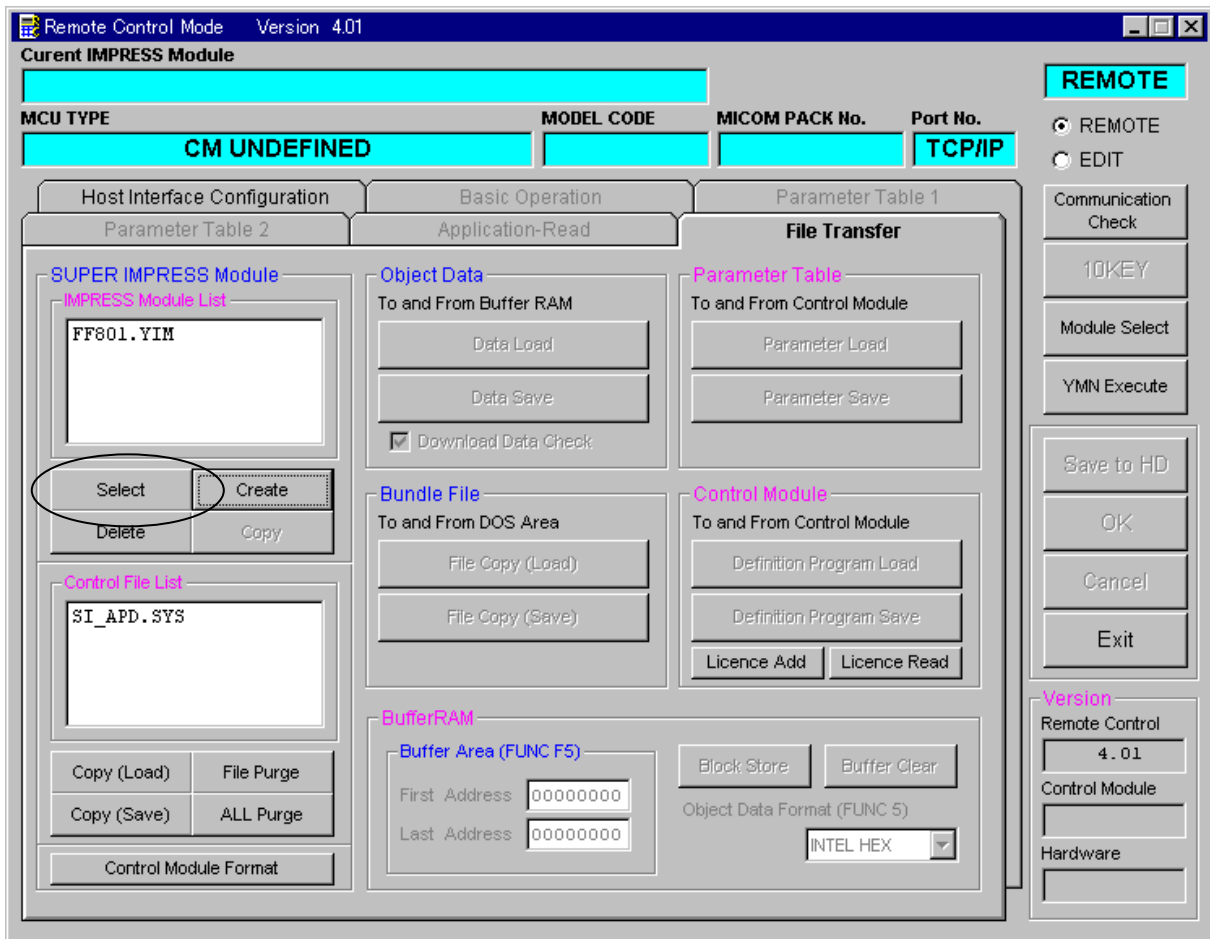 Remote Control Mode Version 4.01
Curent IMPRESS Module
REMOTE
MCU TYPE
MODEL CODE
MICOM PACK No.
Port No.
CM UNDEFINED
TCP/IP
REMOTE
EDIT
Host Interface Configuration
Basic Operation
Parameter Table 1
Parameter Table 2
Application-Read
File Transfer
SUPER IMPRESS Module
IMPRESS Module List
FF801.YIM
Select
Create
Delete
Copy
Control File List
SI_APD.SYS
Copy (Load)
File Purge
Copy (Save)
ALL Purge
Control Module Format
Object Data
To and From Buffer RAM
Data Load
Data Save
Download Data Check
Bundle File
To and From DOS Area
File Copy (Load)
File Copy (Save)
Parameter Table
To and From Control Module
Parameter Load
Parameter Save
Control Module
To and From Control Module
Definition Program Load
Definition Program Save
Licence Add
Licence Read
BufferRAM
Buffer Area (FUNC F5)
First Address 00000000
Last Address 00000000
Block Store
Buffer Clear
Object Data Format (FUNC 5)
INTEL HEX
Communication
Check
10KEY
Module Select
YMN Execute
Save to HD
OK
Cancel
Exit
Version
Remote Control
4.01
Control Module
Hardware